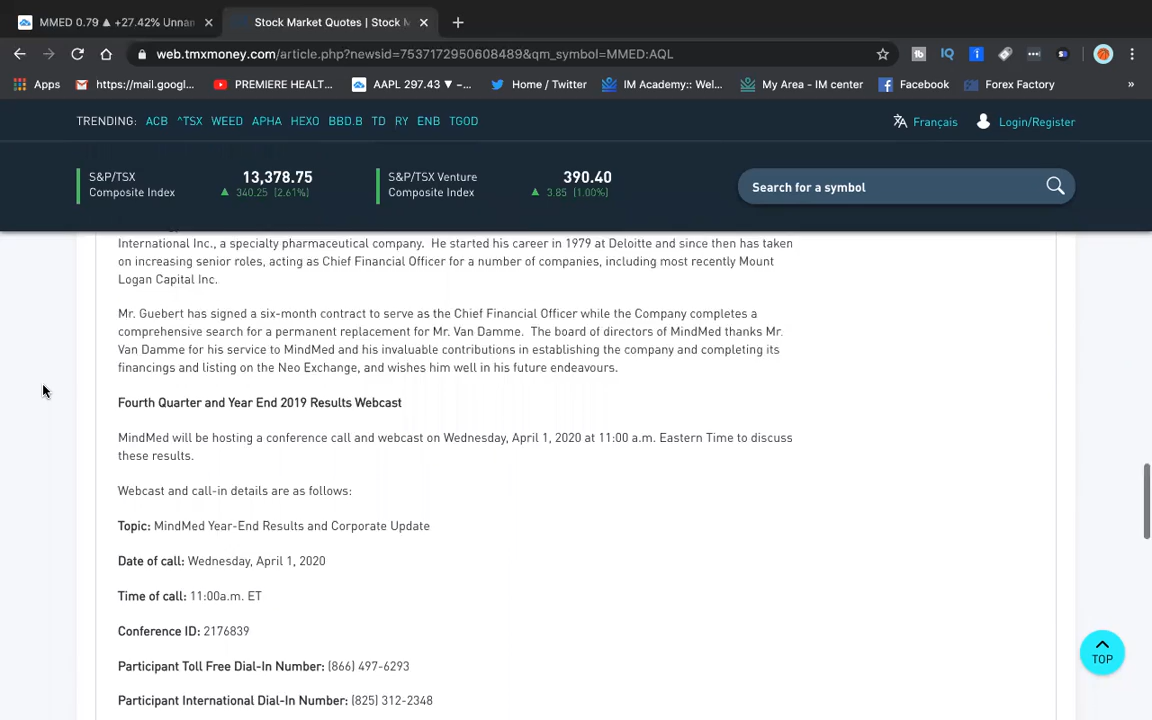 MMED 0.79 ▲ +27.42% Unnan
Stock Market Quotes | Stock M
web.tmxmoney.com/article.php?newsid=7537172950608489&qm_symbol=MMED:AQL
Apps
https://mail.googl...
PREMIERE HEALT...
AAPL 297.43 ▼ –...
Home / Twitter
IM Academy:: Wel...
My Area - IM center
Facebook
Forex Factory
»
TRENDING: ACB ^TSX WEED APHA HEXO BBD.B TD RY ENB TGOD
Français
Login/Register
S&P/TSX 13,378.75
Composite Index ▲ 340.25 (2.61%)
S&P/TSX Venture 390.40
Composite Index ▲ 3.85 (1.00%)
Search for a symbol
International Inc., a specialty pharmaceutical company. He started his career in 1979 at Deloitte and since then has taken
on increasing senior roles, acting as Chief Financial Officer for a number of companies, including most recently Mount
Logan Capital Inc.
Mr. Guebert has signed a six-month contract to serve as the Chief Financial Officer while the Company completes a
comprehensive search for a permanent replacement for Mr. Van Damme. The board of directors of MindMed thanks Mr.
Van Damme for his service to MindMed and his invaluable contributions in establishing the company and completing its
financings and listing on the Neo Exchange, and wishes him well in his future endeavours.
Fourth Quarter and Year End 2019 Results Webcast
MindMed will be hosting a conference call and webcast on Wednesday, April 1, 2020 at 11:00 a.m. Eastern Time to discuss
these results.
Webcast and call-in details are as follows:
Topic: MindMed Year-End Results and Corporate Update
Date of call: Wednesday, April 1, 2020
Time of call: 11:00a.m. ET
Conference ID: 2176839
Participant Toll Free Dial-In Number: (866) 497-6293
Participant International Dial-In Number: (825) 312-2348
TOP